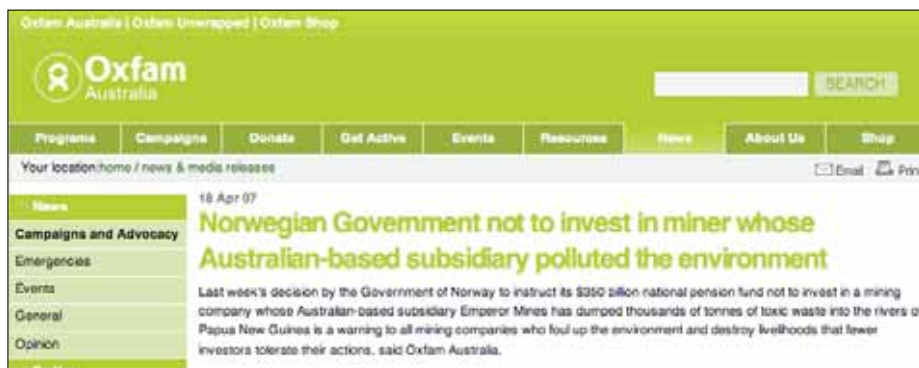 Oxfam Australia | Oxfam Unwrapped | Oxfam Shop
Oxfam
Australia
SEARCH
Programs Campaigns Donate Get Active Events Resources News About Us Shop
Your location:home / news & media releases
Email Prin
18 Apr 07
News
Norwegian Government not to invest in miner whose
Australian-based subsidiary polluted the environment
Campaigns and Advocacy
Emergencies
Events
General
Opinion
Last week's decision by the Government of Norway to instruct its $350 billion national pension fund not to invest in a mining
company whose Australian-based subsidiary Emperor Mines has dumped thousands of tonnes of toxic waste into the rivers o
Papua New Guinea is a warning to all mining companies who foul up the environment and destroy livelihoods that fewer
investors tolerate their actions, said Oxfam Australia.